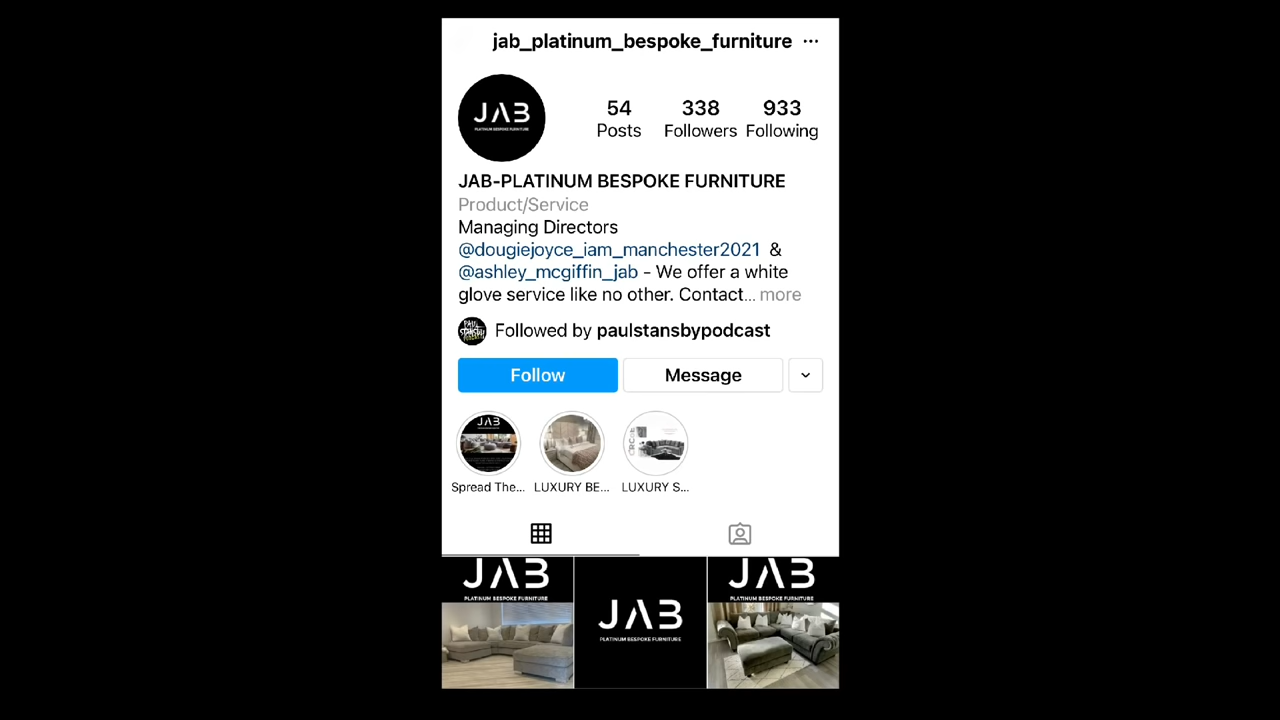 jab_platinum_bespoke_furniture ...
JAB
PLATINUM BESPOKE FURNITURE
54 338 933
Posts Followers Following
JAB-PLATINUM BESPOKE FURNITURE
Product/Service
Managing Directors
@dougiejoyce_iam_manchester2021 &
@ashley_mcgiffin_jab - We offer a white
glove service like no other. Contact... more
Followed by paulstansbypodcast
Follow Message
JAB
Spread The... LUXURY BE... LUXURY S...
JAB JAB
PLATINUM BESPOKE FURNITURE PLATINUM BESPOKE FURNITURE
JAB
PLATINUM BESPOKE FURNITURE